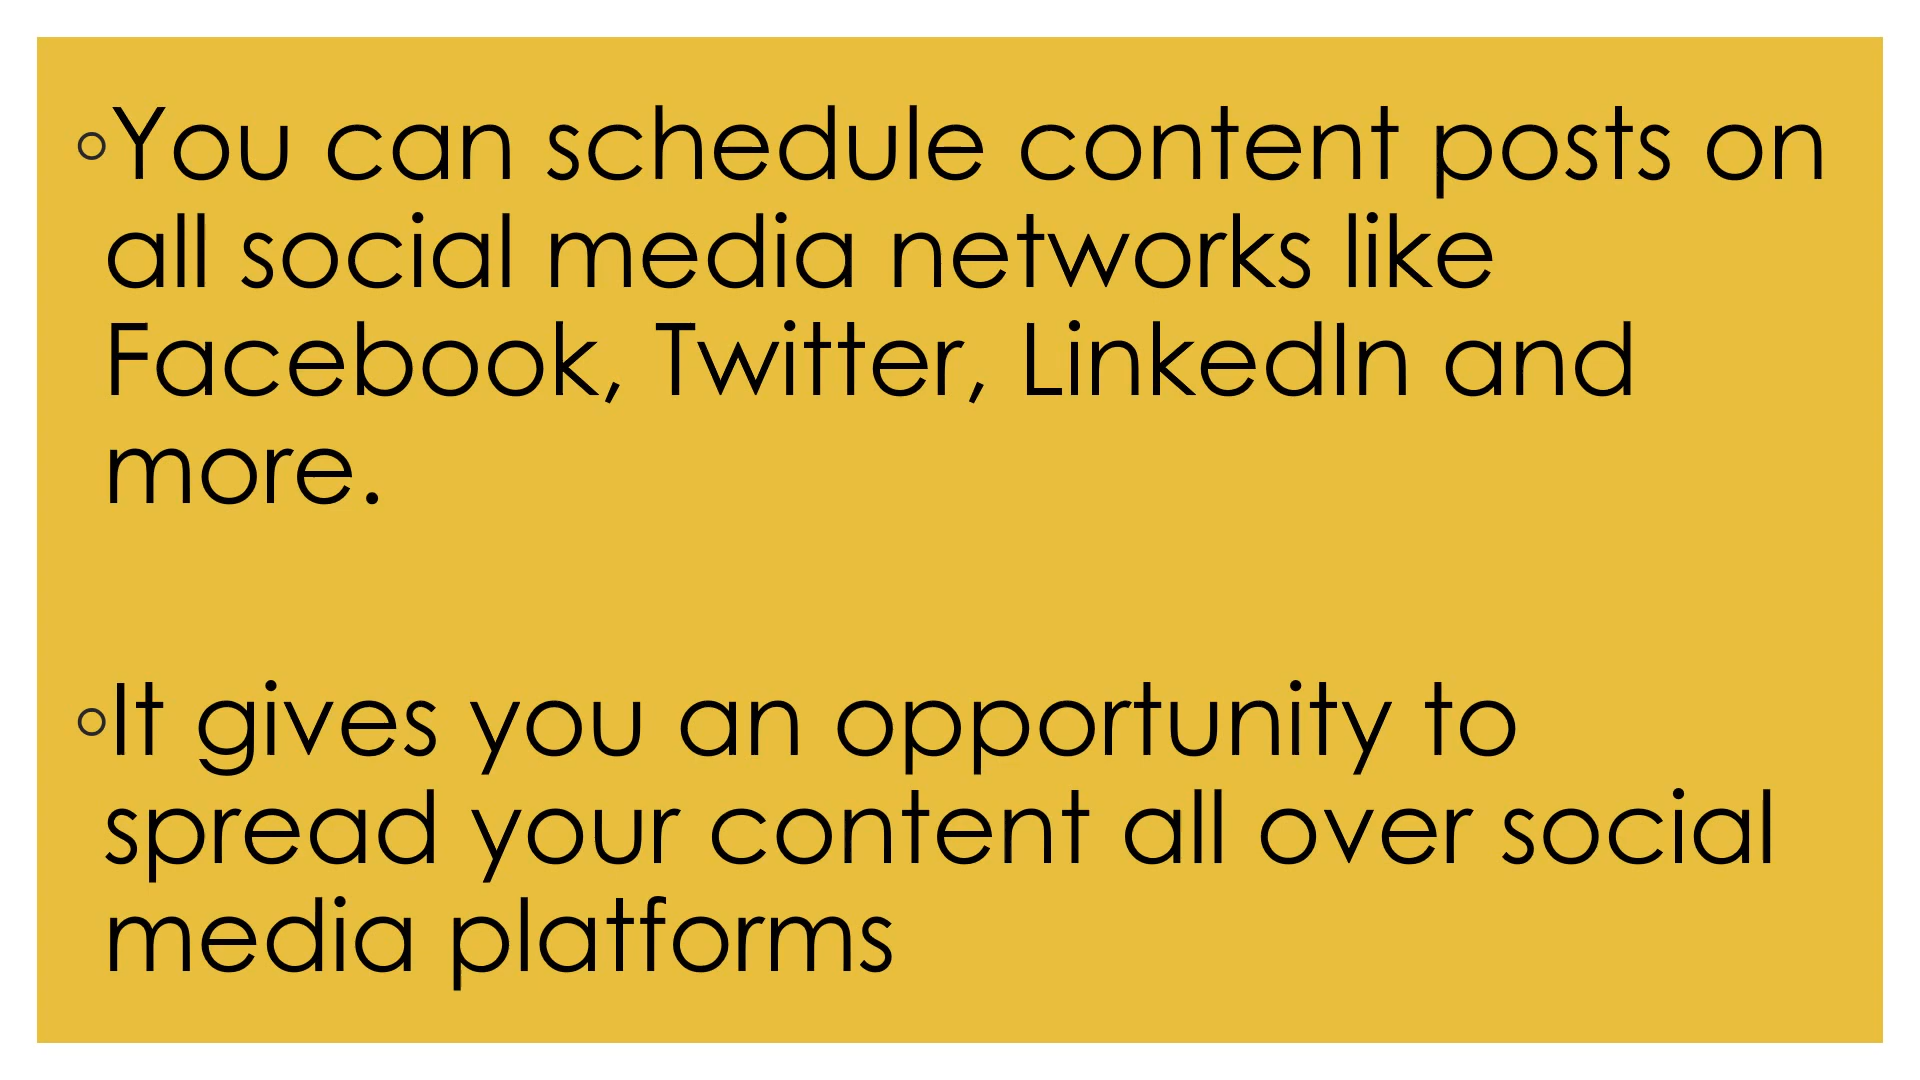 ◦You can schedule content posts on
all social media networks like
Facebook, Twitter, LinkedIn and
more.
◦It gives you an opportunity to
spread your content all over social
media platforms